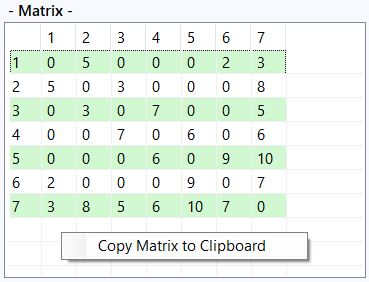 - Matrix -
1 2 3 4 5 6 7
1 0 5 0 0 0 2 3
2 5 0 3 0 0 0 8
3 0 3 0 7 0 0 5
4 0 0 7 0 6 0 6
5 0 0 0 6 0 9 10
6 2 0 0 0 9 0 7
7 3 8 5 6 10 7 0
Copy Matrix to Clipboard